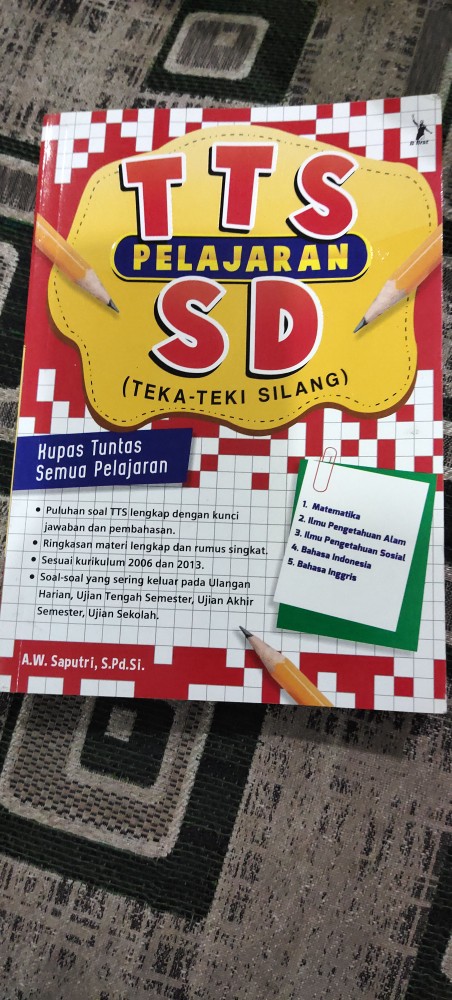 TTS
PELAJARAN
SD
(TEKA-TEKI SILANG)
Kupas Tuntas
Semua Pelajaran
• Puluhan soal TTS lengkap dengan kunci
jawaban dan pembahasan.
• Ringkasan materi lengkap dan rumus singkat.
• Sesuai kurikulum 2006 dan 2013.
• Soal-soal yang sering keluar pada Ulangan
Harian, Ujian Tengah Semester, Ujian Akhir
Semester, Ujian Sekolah.
1. Matematika
2. Ilmu Pengetahuan Alam
3. Ilmu Pengetahuan Sosial
4. Bahasa Indonesia
5. Bahasa Inggris
A.W. Saputri, S.Pd.Si.